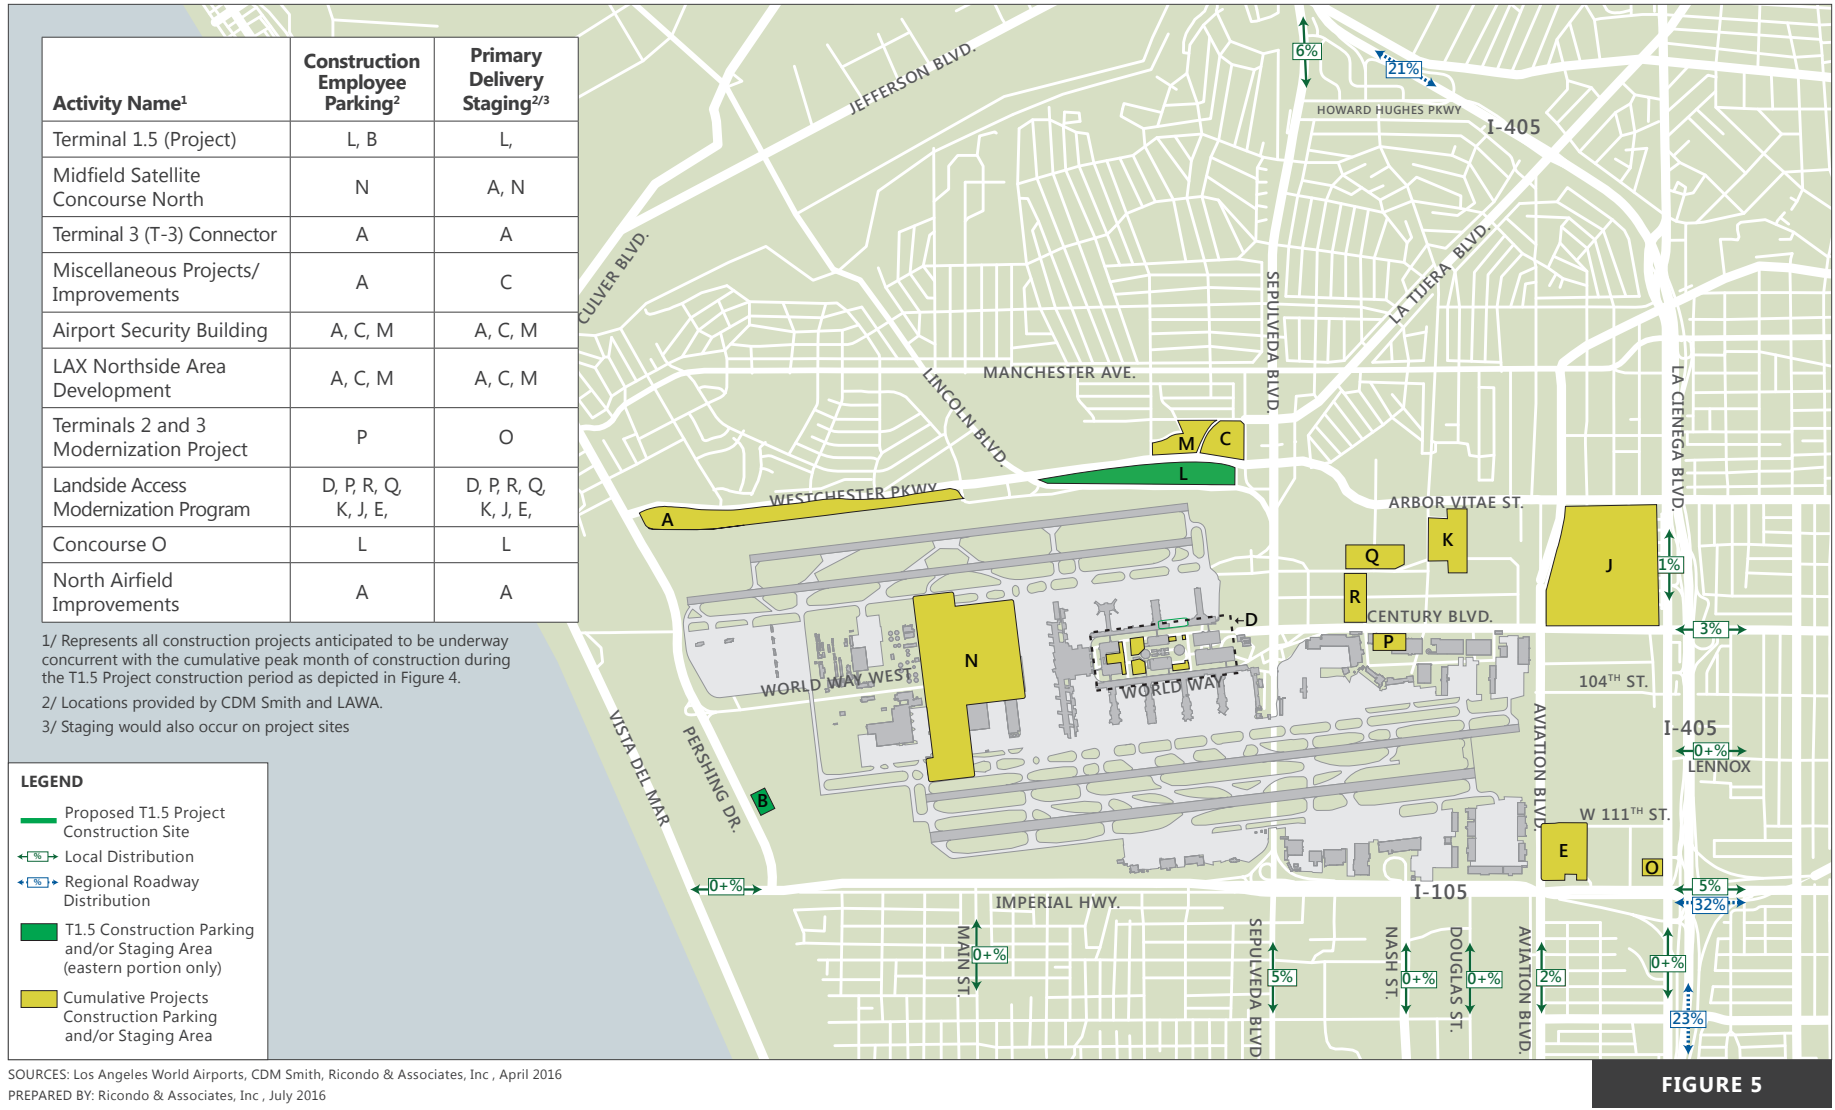 Activity Name1
Construction
Employee
Parking2
Primary
Delivery
Staging2/3
Terminal 1.5 (Project)
L, B
L,
Midfield Satellite
Concourse North
N
A, N
Terminal 3 (T-3) Connector
A
A
Miscellaneous Projects/
Improvements
A
C
Airport Security Building
A, C, M
A, C, M
LAX Northside Area
Development
A, C, M
A, C, M
Terminals 2 and 3
Modernization Project
P
O
Landside Access
Modernization Program
D, P, R, Q,
K, J, E,
D, P, R, Q,
K, J, E,
Concourse O
L
L
North Airfield
Improvements
A
A
1/ Represents all construction projects anticipated to be underway
concurrent with the cumulative peak month of construction during
the T1.5 Project construction period as depicted in Figure 4.
2/ Locations provided by CDM Smith and LAWA.
3/ Staging would also occur on project sites
LEGEND
Proposed T1.5 Project
Construction Site
%
Local Distribution
%
Regional Roadway
Distribution
T1.5 Construction Parking
and/or Staging Area
(eastern portion only)
Cumulative Projects
Construction Parking
and/or Staging Area
JEFFERSON BLVD.
6%
21%
HOWARD HUGHES PKWY
I-405
CULVER BLVD.
SEPULVEDA BLVD.
LA TIJERA BLVD.
MANCHESTER AVE.
LINCOLN BLVD.
LA CIENEGA BLVD.
M
C
L
WESTCHESTER PKWY
A
ARBOR VITAE ST.
K
Q
J
1%
R
CENTURY BLVD.
D
3%
P
N
WORLD WAY WEST
WORLD WAY
104TH ST.
VISTA DEL MAR
PERSHING DR.
AVIATION BLVD.
I-405
0+%
LENNOX
B
W 111TH ST.
E
O
0+%
I-105
5%
32%
IMPERIAL HWY.
MAIN ST.
0+%
SEPULVEDA BLVD
5%
NASH ST.
0+%
DOUGLAS ST.
0+%
AVIATION BLVD.
2%
0+%
23%
SOURCES: Los Angeles World Airports, CDM Smith, Ricondo & Associates, Inc , April 2016
PREPARED BY: Ricondo & Associates, Inc , July 2016
FIGURE 5